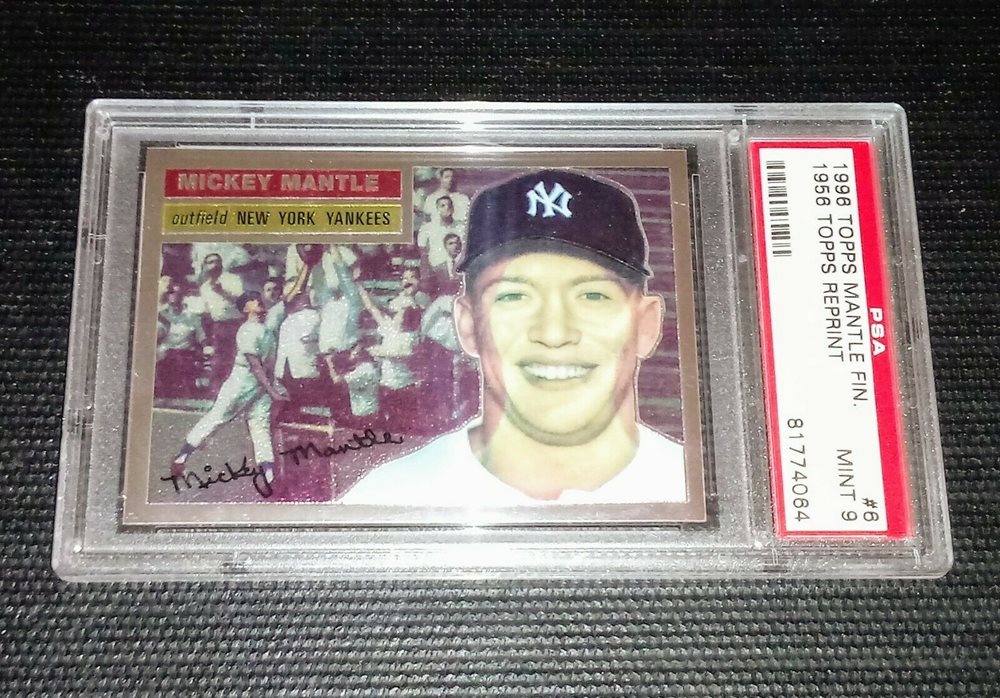 MICKEY MANTLE
outfield NEW YORK YANKEES
NY
Micky Mantle
PSA
1996 TOPPS MANTLE FIN. #6
1956 TOPPS REPRINT MINT 9
81774064